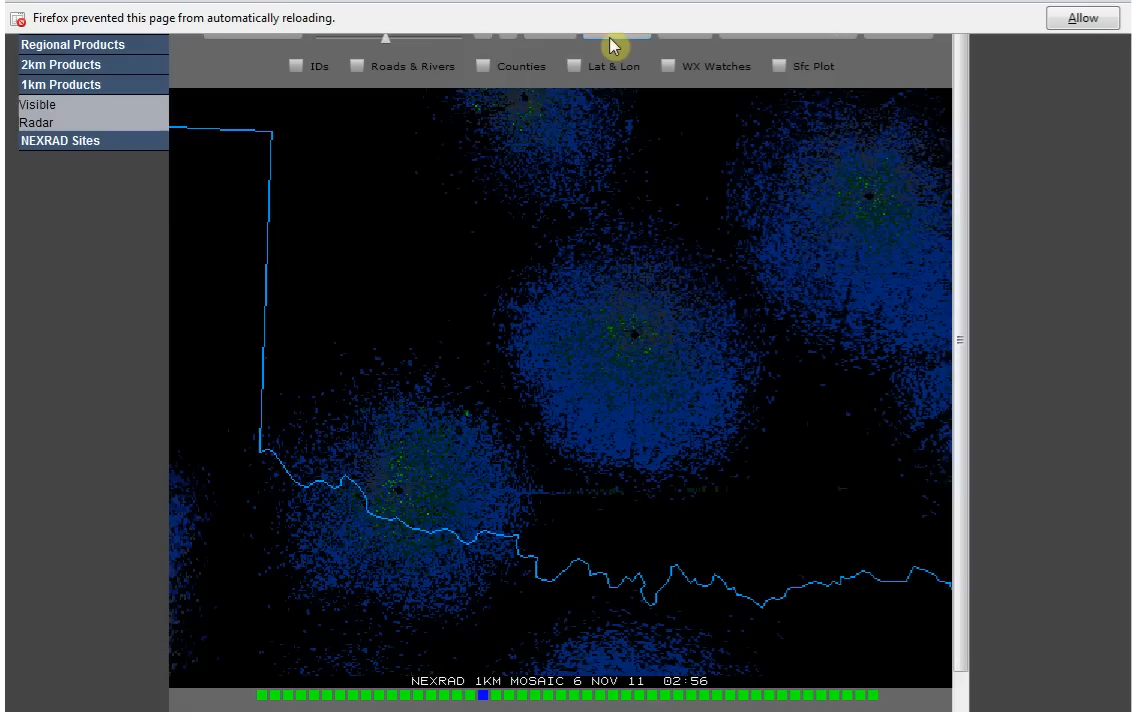 Firefox prevented this page from automatically reloading.
Allow
Regional Products
2km Products
1km Products
Visible
Radar
NEXRAD Sites
IDs
Roads & Rivers
Counties
Lat & Lon
WX Watches
Sfc Plot
NEXRAD 1KM MOSAIC 6 NOV 11 02:56